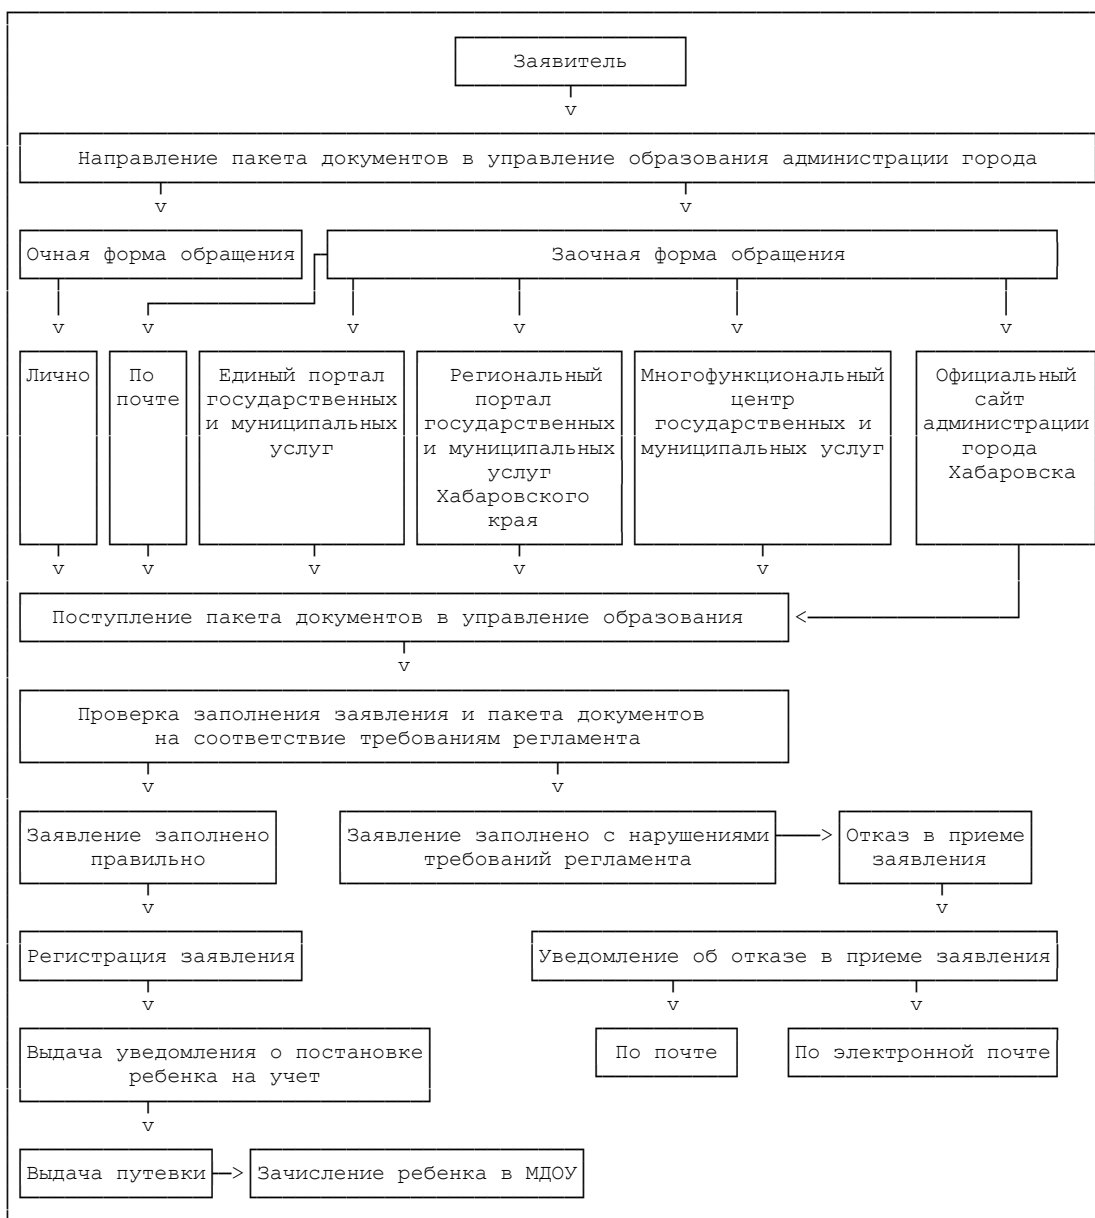 Заявитель
v
Направление пакета документов в управление образования администрации города
v
v
Очная форма обращения
Заочная форма обращения
v
v
v
v
v
v
Лично
По
почте
Единый портал
государственных
и муниципальных
услуг
Региональный
портал
государственных
и муниципальных
услуг
Хабаровского
края
Многофункциональный
центр
государственных и
муниципальных услуг
Официальный
сайт
администрации
города
Хабаровска
v
v
v
v
v
Поступление пакета документов в управление образования
<
v
Проверка заполнения заявления и пакета документов
на соответствие требованиям регламента
v
v
Заявление заполнено
правильно
Заявление заполнено с нарушениями
требований регламента
>
Отказ в приеме
заявления
v
v
Регистрация заявления
Уведомление об отказе в приеме заявления
v
v
v
Выдача уведомления о постановке
ребенка на учет
По почте
По электронной почте
v
Выдача путевки
>
Зачисление ребенка в МДОУ